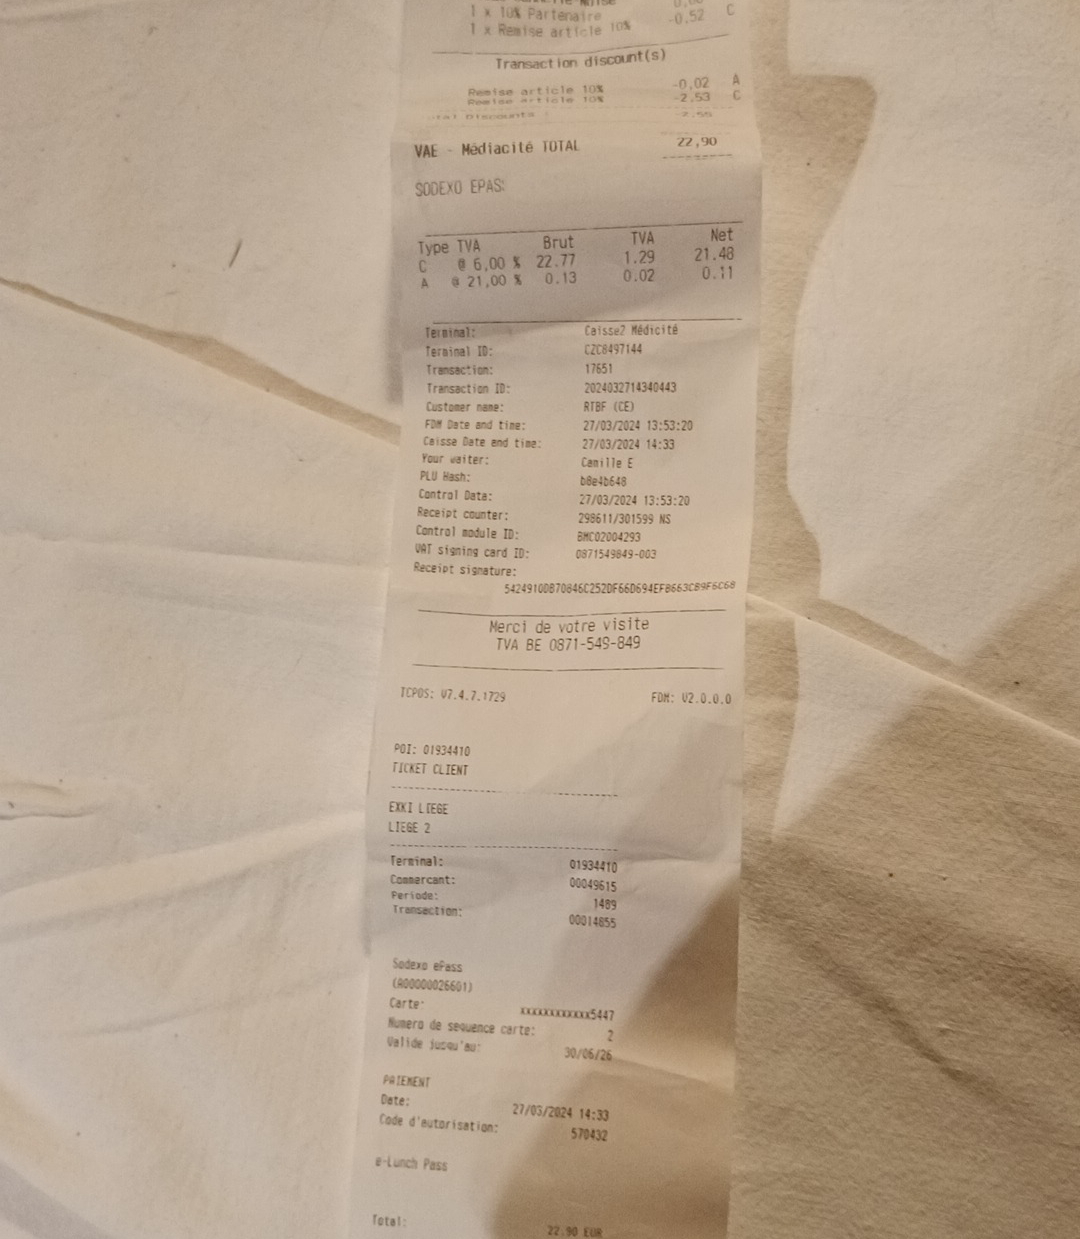 1 x 10% Partenaire -0,52 C
1 x Remise article 10%
Transaction discount(s)
Remise article 10% -0,02 A
Remise article 10% -2,53 C
Discounts
VAE - Médiacité TOTAL 22,90
SODEXO EPAS:
Type TVA Brut TVA Net
C @ 6,00 % 22.77 1.29 21.48
A @ 21,00 % 0.13 0.02 0.11
Terminal: Caisse2 Médicité
Terminal ID: CZC8497144
Transaction: 17651
Transaction ID: 2024032714340443
Customer name: RTBF (CE)
FDM Date and time: 27/03/2024 13:53:20
Caisse Date and time: 27/03/2024 14:33
Your waiter: Camille E
PLU Hash: b8e4b648
Control Data: 27/03/2024 13:53:20
Receipt counter: 298611/301599 NS
Control module ID: BMC02004293
VAT signing card ID: 0871549849-003
Receipt signature:
5424910DB70846C252DF66D694EFB663C89F6C68
Merci de votre visite
TVA BE 0871-549-849
TCPOS: V7.4.7.1729 FDM: V2.0.0.0
POI: 01934410
TICKET CLIENT
EXKI LIEGE
LIEGE 2
Terminal: 01934410
Commercant: 00049615
Periode: 1489
Transaction: 00014855
Sodexo ePass
(A00000026601)
Carte: xxxxxxxxxxxx5447
Numero de sequence carte: 2
Valide jusqu'au: 30/06/26
PAIEMENT
Date: 27/03/2024 14:33
Code d'autorisation: 570432
e-Lunch Pass
Total: 22.90 EUR